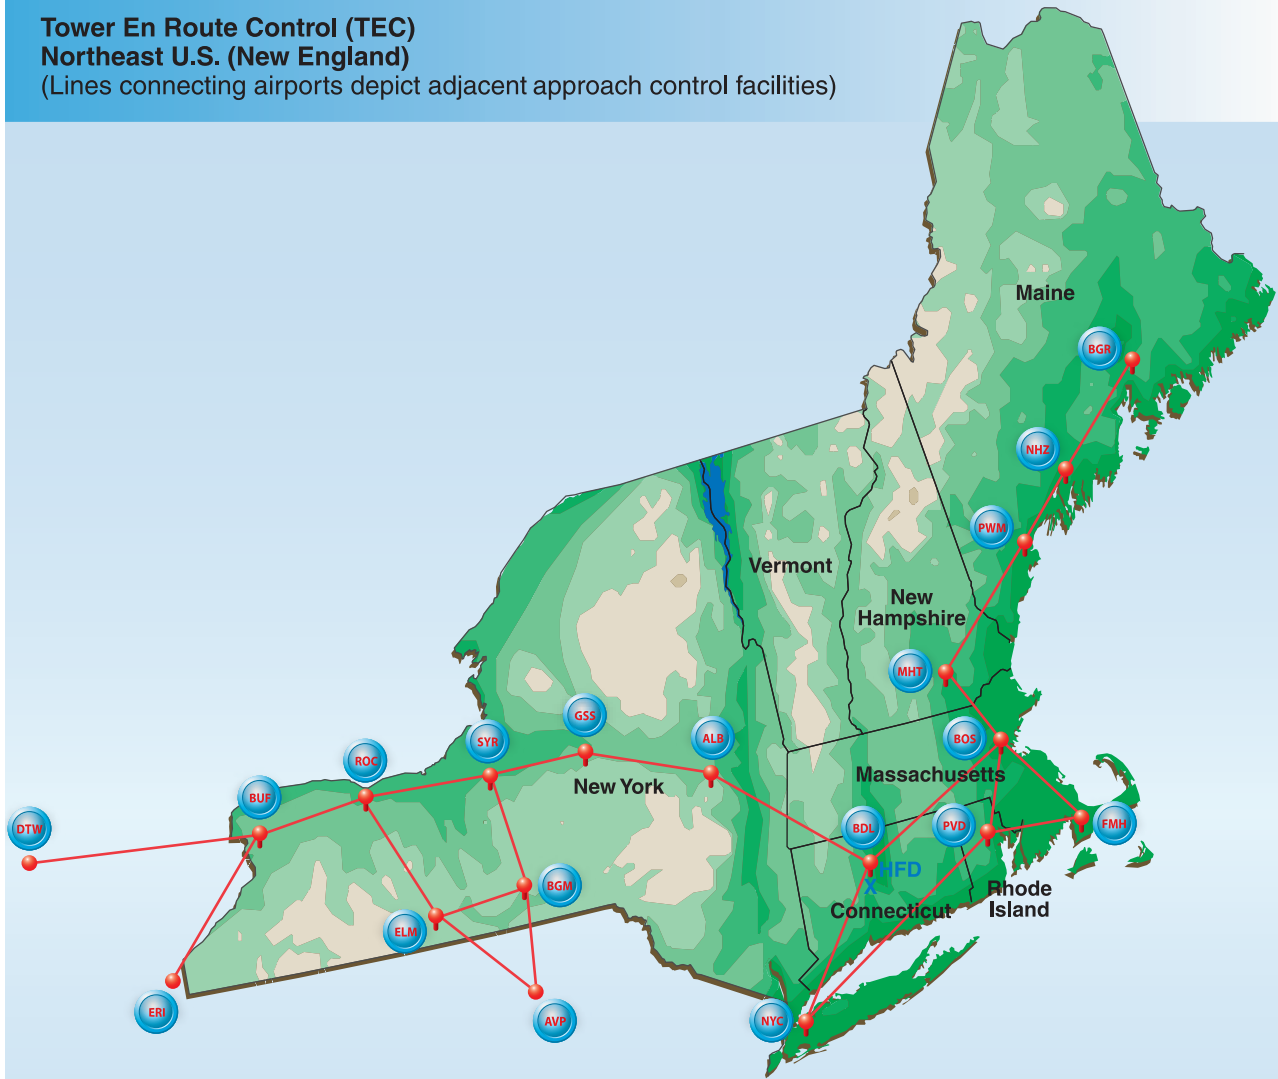 Tower En Route Control (TEC)
Northeast U.S. (New England)
(Lines connecting airports depict adjacent approach control facilities)
Maine
BGR
NHZ
PWM
Vermont
New
Hampshire
MHT
GSS
ALB
SYR
BOS
ROC
New York
Massachusetts
BUF
DTW
BDL
PVD
FMH
HFD
X
BGM
Rhode
Island
Connecticut
ELM
ERI
AVP
NYC